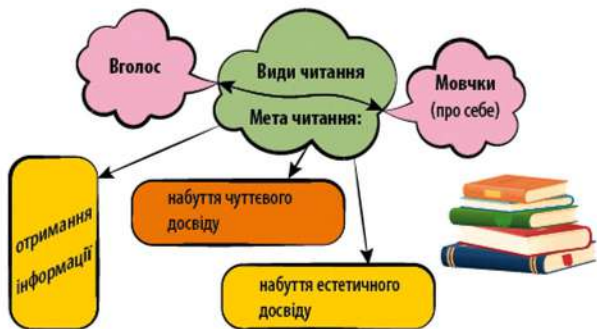 Вголос
Види читання
Мета читання:
Мовчки
(про себе)
отримання
інформації
набуття чуттєвого
досвіду
набуття естетичного
досвіду